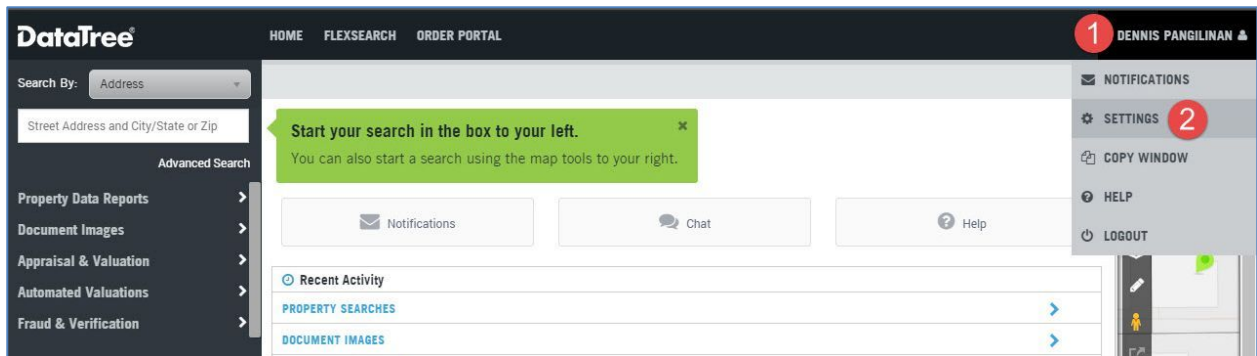 DataTree®
HOME FLEXSEARCH ORDER PORTAL
1 DENNIS PANGILINAN
Search By: Address
Street Address and City/State or Zip
Advanced Search
Property Data Reports
Document Images
Appraisal & Valuation
Automated Valuations
Fraud & Verification
Start your search in the box to your left.
You can also start a search using the map tools to your right.
Notifications
Chat
Help
Recent Activity
PROPERTY SEARCHES
DOCUMENT IMAGES
NOTIFICATIONS
SETTINGS 2
COPY WINDOW
HELP
LOGOUT